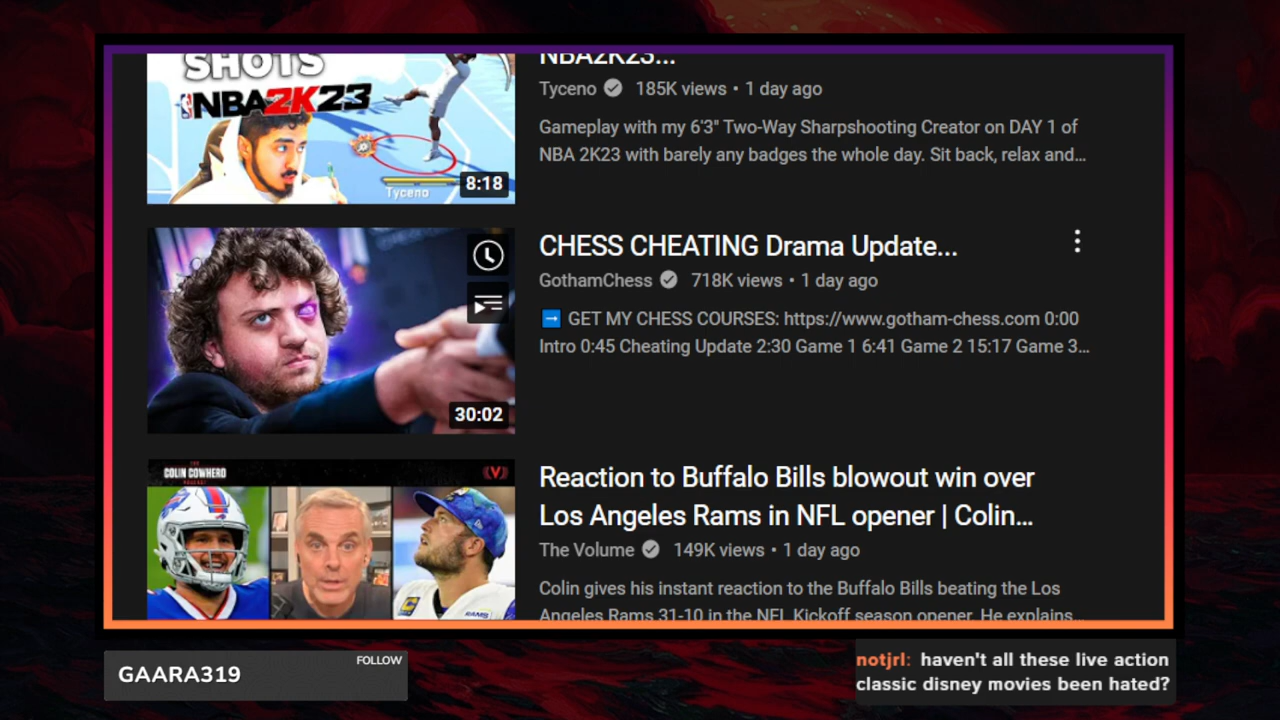 SHOTS
NBA2K23
Tyceno
8:18
NBA2K23...
Tyceno 185K views • 1 day ago
Gameplay with my 6'3" Two-Way Sharpshooting Creator on DAY 1 of
NBA 2K23 with barely any badges the whole day. Sit back, relax and...
30:02
CHESS CHEATING Drama Update...
GothamChess 718K views • 1 day ago
➡ GET MY CHESS COURSES: https://www.gotham-chess.com 0:00
Intro 0:45 Cheating Update 2:30 Game 1 6:41 Game 2 15:17 Game 3...
COLIN COWHERD
PODCAST
RAMS
Reaction to Buffalo Bills blowout win over
Los Angeles Rams in NFL opener | Colin...
The Volume 149K views • 1 day ago
Colin gives his instant reaction to the Buffalo Bills beating the Los
Angeles Rams 31-10 in the NFL Kickoff season opener. He explains...
GAARA319
FOLLOW
notjrl: haven't all these live action
classic disney movies been hated?